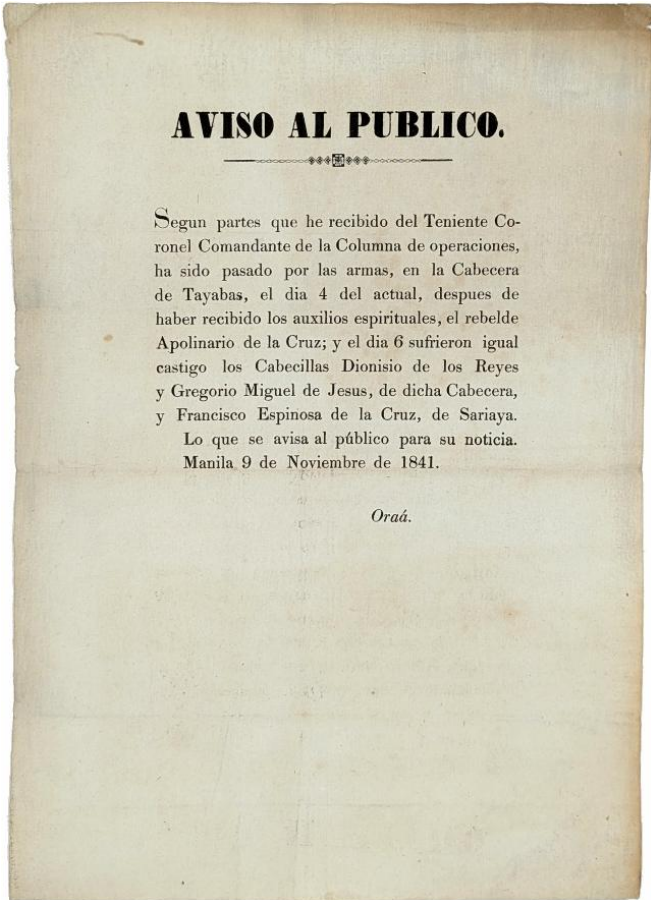 AVISO AL PUBLICO.
Segun partes que he recibido del Teniente Co-
ronel Comandante de la Columna de operaciones,
ha sido pasado por las armas, en la Cabecera
de Tayabas, el dia 4 del actual, despues de
haber recibido los auxilios espirituales, el rebelde
Apolinario de la Cruz; y el dia 6 sufrieron igual
castigo los Cabecillas Dionisio de los Reyes
y Gregorio Miguel de Jesus, de dicha Cabecera,
y Francisco Espinosa de la Cruz, de Sariaya.
Lo que se avisa al público para su noticia.
Manila 9 de Noviembre de 1841.
Oraá.